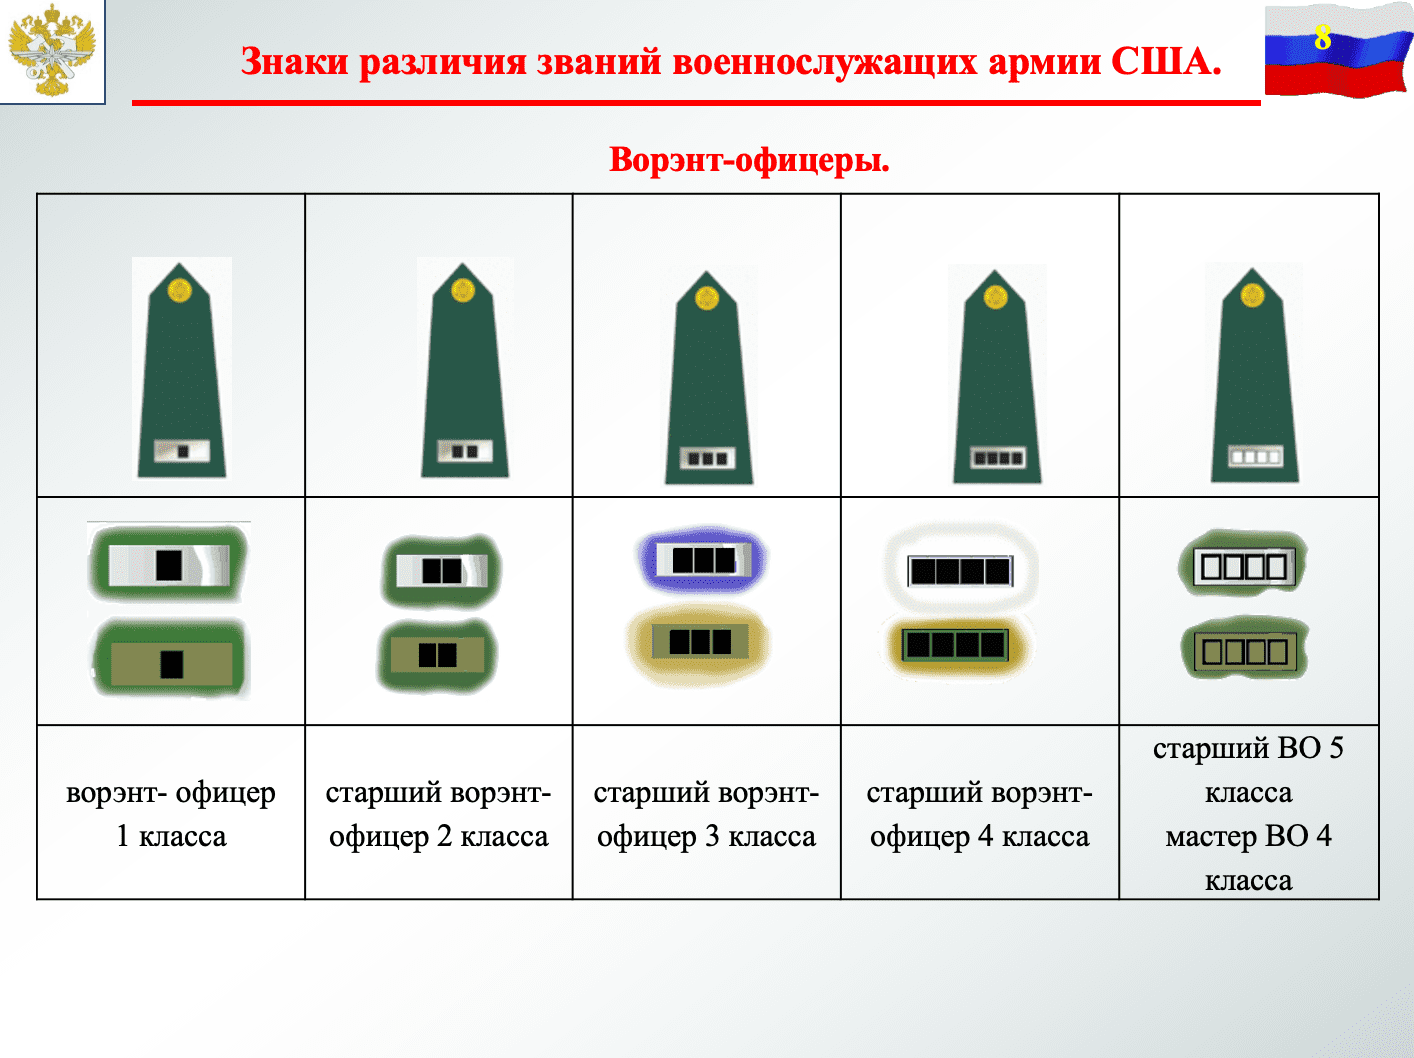 8
Знаки различия званий военнослужащих армии США.
Ворэнт-офицеры.
ворэнт- офицер
1 класса
старший ворэнт-
офицер 2 класса
старший ворэнт-
офицер 3 класса
старший ворэнт-
офицер 4 класса
старший ВО 5
класса
мастер ВО 4
класса